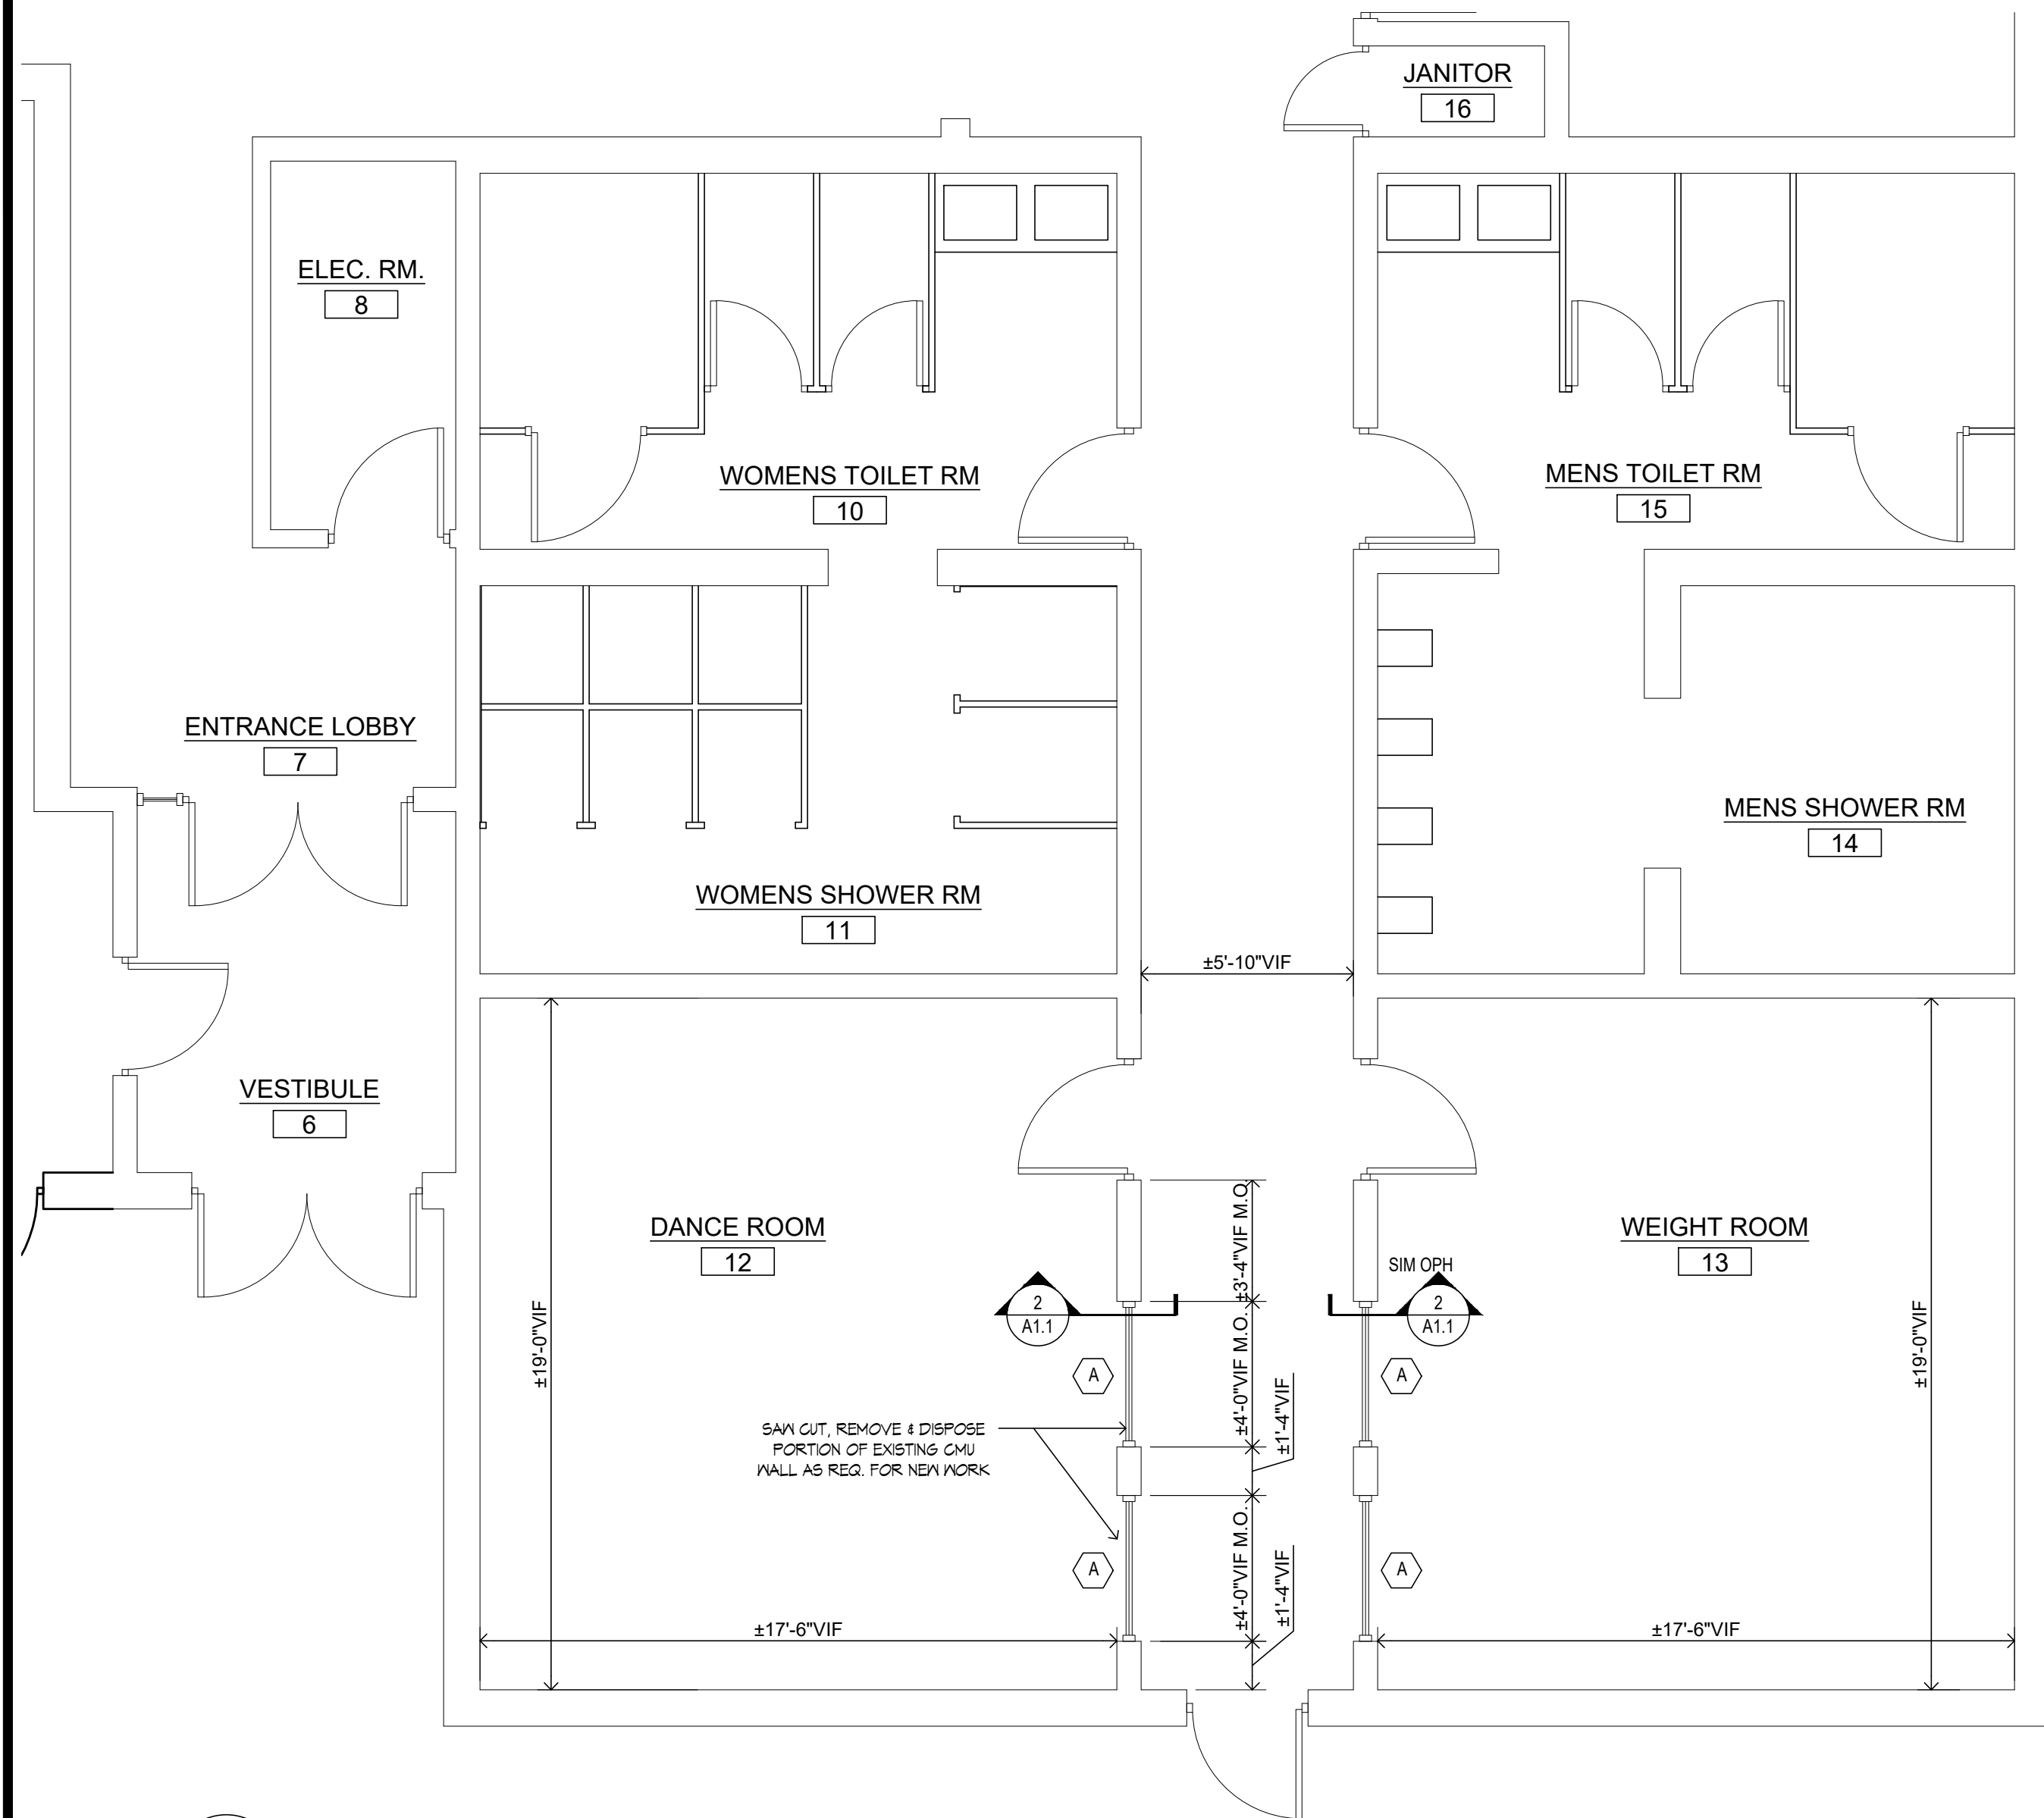 JANITOR
16
ELEC. RM.
8
WOMENS TOILET RM
10
MENS TOILET RM
15
ENTRANCE LOBBY
7
MENS SHOWER RM
14
WOMENS SHOWER RM
11
±5'-10"VIF
VESTIBULE
6
DANCE ROOM
12
WEIGHT ROOM
13
±3'-4"VIF M.O.
SIM OPH
2
A1.1
2
A1.1
±19'-0"VIF
±19'-0"VIF
±4'-0"VIF M.O.
A
A
±1'-4"VIF
SAW CUT, REMOVE & DISPOSE
PORTION OF EXISTING CMU
WALL AS REQ. FOR NEW WORK
±4'-0"VIF M.O.
A
A
±1'-4"VIF
±17'-6"VIF
±17'-6"VIF